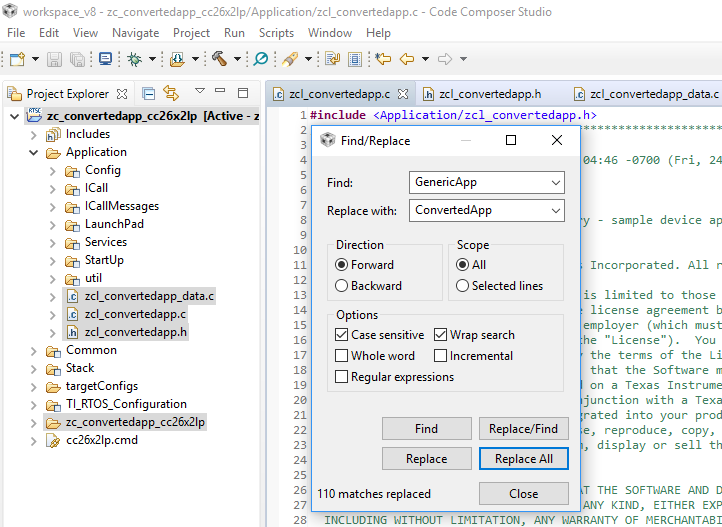 workspace_v8 - zc_convertedapp_cc26x2lp/Application/zcl_convertedapp.c - Code Composer Studio
File Edit View Navigate Project Run Scripts Window Help
Project Explorer
zc_convertedapp_cc26x2lp [Active - z
Includes
Application
Config
ICall
ICallMessages
LaunchPad
Services
StartUp
util
zcl_convertedapp_data.c
zcl_convertedapp.c
zcl_convertedapp.h
Common
Stack
targetConfigs
TI_RTOS_Configuration
zc_convertedapp_cc26x2lp
cc26x2lp.cmd
zcl_convertedapp.c zcl_convertedapp.h zcl_convertedapp_data.c
1 #include <Application/zcl_convertedapp.h>
2 ****************************************
3
4 04:46 -0700 (Fri, 24
5
6
7
8
9 ry - sample device ap
10
11
12 s Incorporated. All r
13
14
15 is limited to those
16 e license agreement b
17 employer (which must
18 the "License"). You
19 y the terms of the Li
20 that the Software m
21 d on a Texas Instrume
22 njunction with a Texa
23 grated into your prod
24 se, reproduce, copy,
25 m, display or sell th
26
27
28 INCLUDING WITHOUT LIMITATION, ANY WARRANTY OF MERCHANTABI
AT THE SOFTWARE AND D
ANY KIND, EITHER EXP
Find/Replace
Find: GenericApp
Replace with: ConvertedApp
Direction
Forward
Backward
Scope
All
Selected lines
Options
Case sensitive Wrap search
Whole word Incremental
Regular expressions
Find Replace/Find
Replace Replace All
110 matches replaced Close